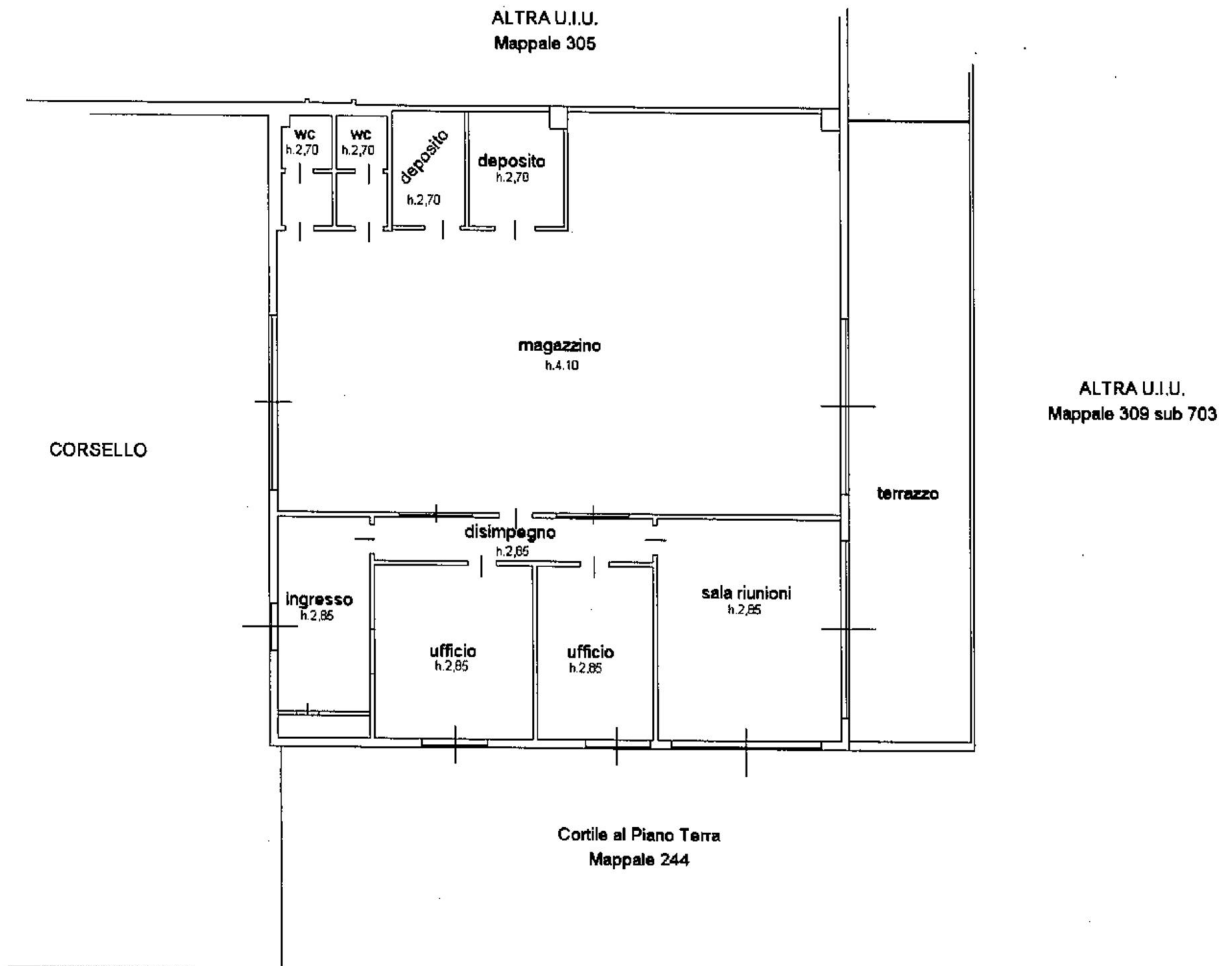 ALTRA U.I.U.
Mappale 305
wc
h.2,70
wc
h.2,70
deposito
h.2,70
deposito
h.2,70
magazzino
h.4.10
CORSELLO
ALTRA U.I.U.
Mappale 309 sub 703
terrazzo
disimpegno
h.2,85
ingresso
h.2,85
sala riunioni
h.2,85
ufficio
h.2,85
ufficio
h.2,85
Cortile al Piano Terra
Mappale 244